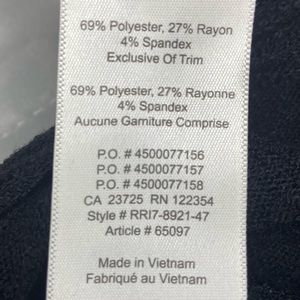 69% Polyester, 27% Rayon
4% Spandex
Exclusive Of Trim
69% Polyester, 27% Rayonne
4% Spandex
Aucune Garniture Comprise
P.O. # 4500077156
P.O. # 4500077157
P.O. # 4500077158
CA 23725 RN 122354
Style # RRI7-8921-47
Article # 65097
Made in Vietnam
Fabriqué au Vietnam